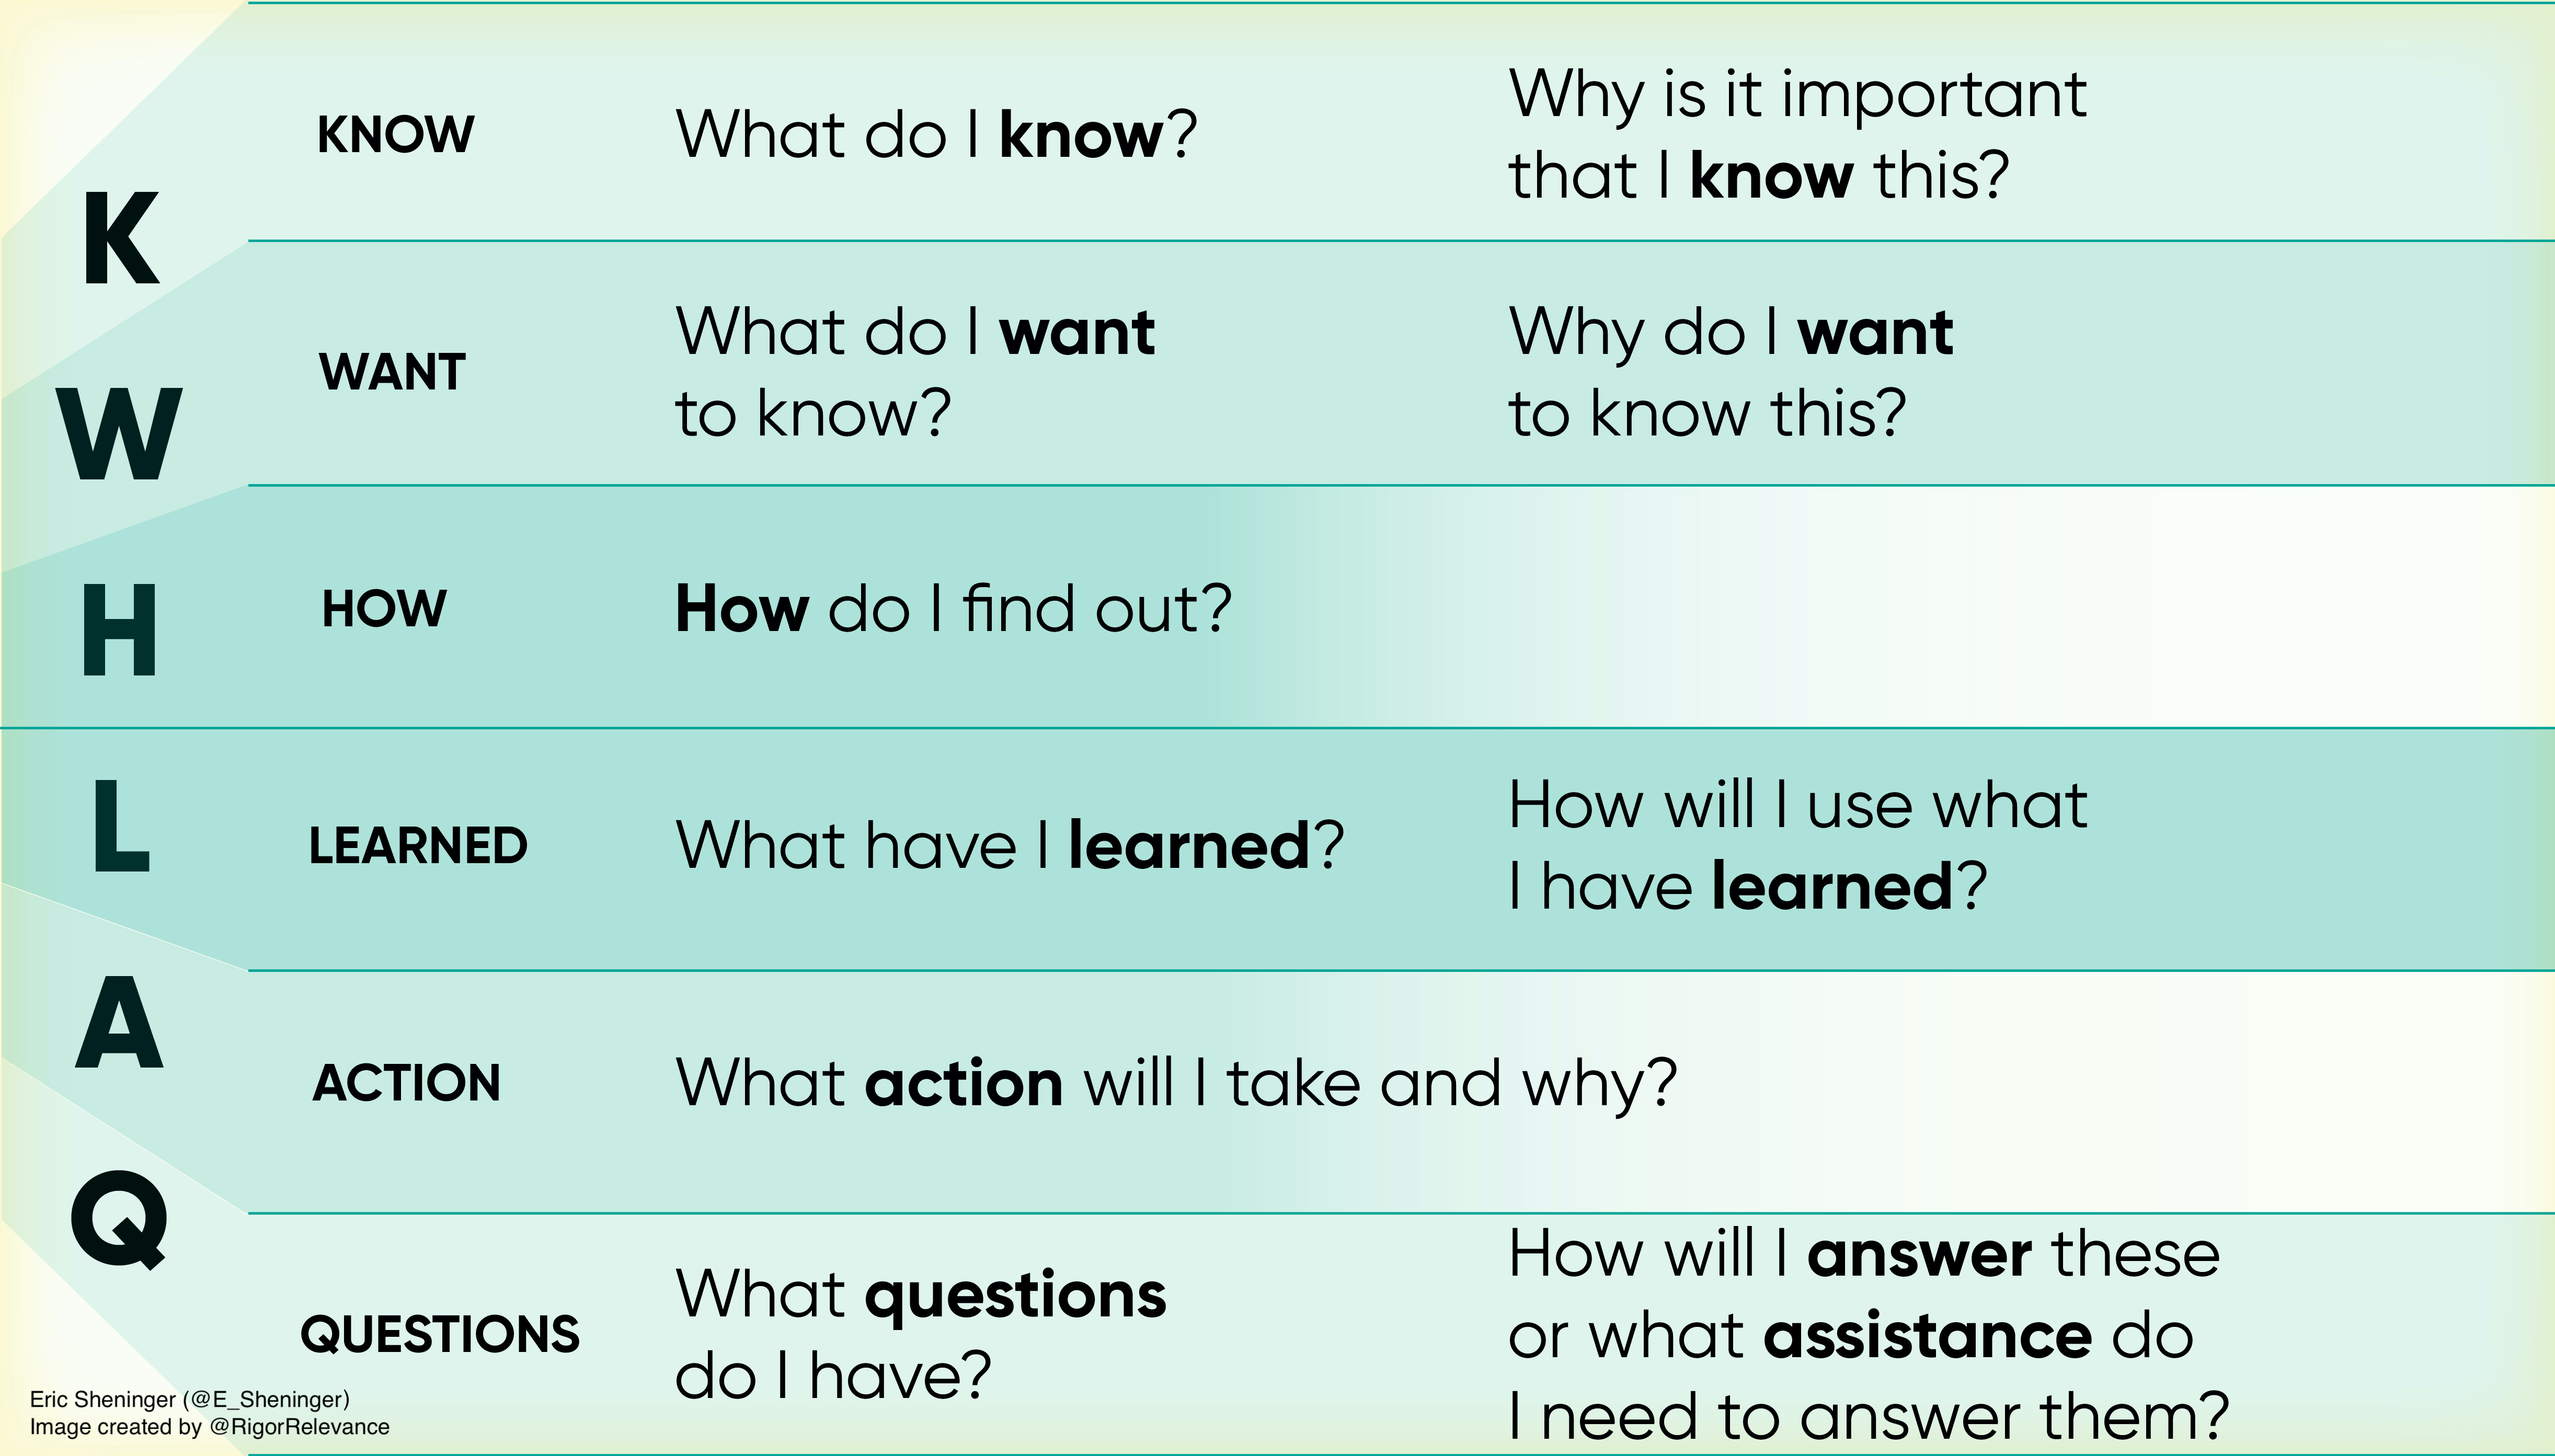 K
KNOW
What do I know?
Why is it important
that I know this?
W
WANT
What do I want
to know?
Why do I want
to know this?
H
HOW
How do I find out?
L
LEARNED
What have I learned?
How will I use what
I have learned?
A
ACTION
What action will I take and why?
Q
QUESTIONS
What questions
do I have?
How will I answer these
or what assistance do
I need to answer them?
Eric Sheninger (@E_Sheninger)
Image created by @RigorRelevance